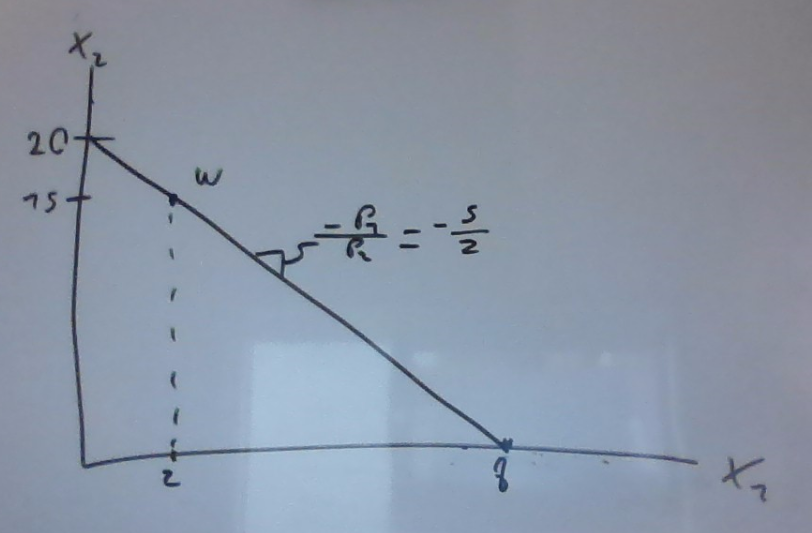 X₂
20
15
w
-P₁/P₂ = -5/2
2
8
X₁